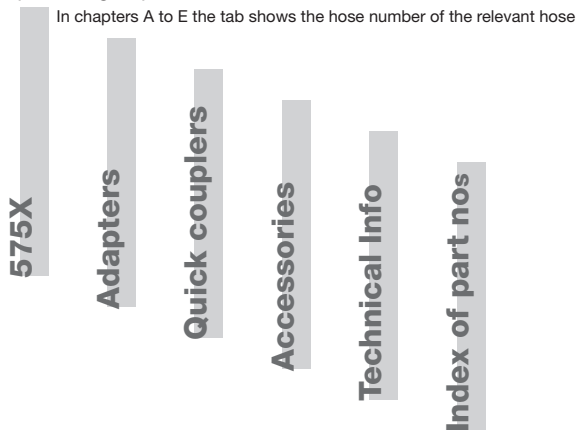 In chapters A to E the tab shows the hose number of the relevant hose
575X
Adapters
Quick couplers
Accessories
Technical Info
Index of part nos